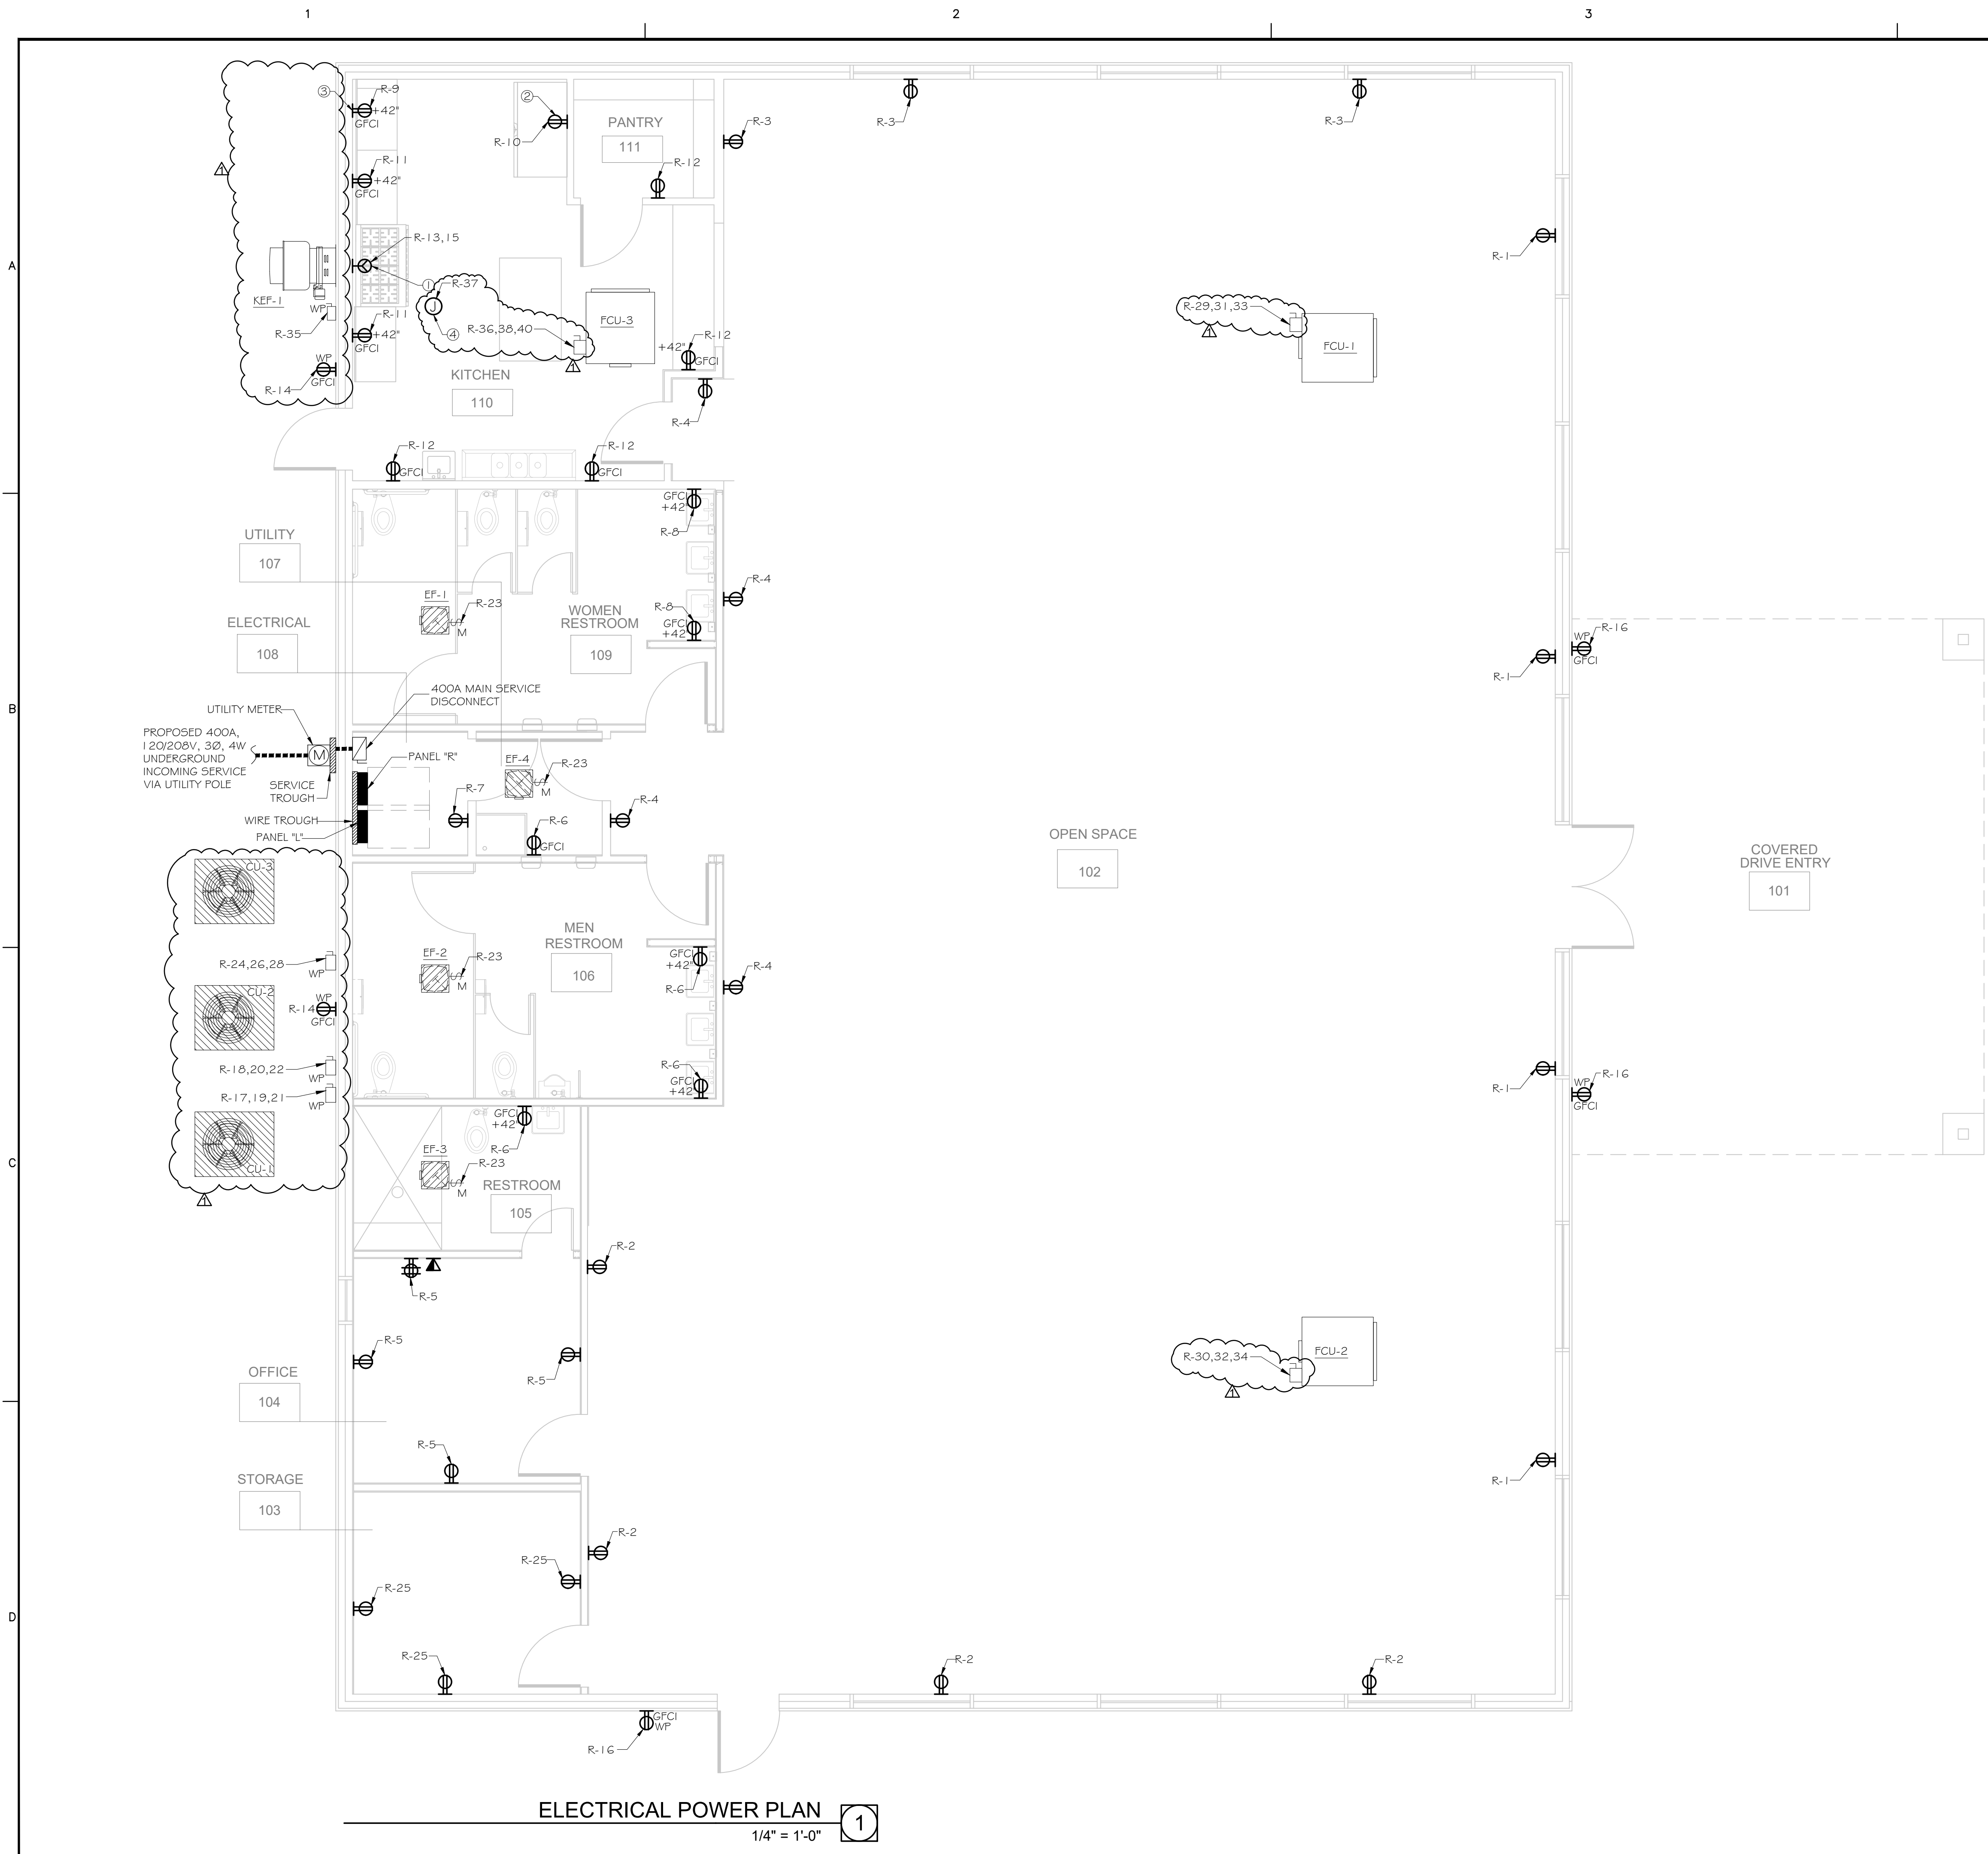 1
2
3
A
B
C
D
3
R-9
+42"
GFCI
2
R-10
PANTRY
111
R-3
R-3
R-3
R-12
R-11
+42"
GFCI
1
R-13,15
1
R-1
KEF-1
WP
R-35
R-11
+42"
GFCI
WP
GFCI
R-14
J
R-37
4
R-36,38,40
FCU-3
1
R-12
+42"
GFCI
R-29,31,33
FCU-1
1
KITCHEN
110
R-4
R-12
GFCI
R-12
GFCI
GFCI
+42"
R-8
UTILITY
107
ELECTRICAL
108
EF-1
R-23
M
WOMEN
RESTROOM
109
R-8
GFCI
+42"
R-4
R-1
WP
R-16
GFCI
400A MAIN SERVICE
DISCONNECT
UTILITY METER
M
PROPOSED 400A,
120/208V, 3Ø, 4W
UNDERGROUND
INCOMING SERVICE
VIA UTILITY POLE
SERVICE
TROUGH
PANEL "R"
WIRE TROUGH
PANEL "L"
R-7
EF-4
R-23
M
R-6
GFCI
R-4
OPEN SPACE
102
COVERED
DRIVE ENTRY
101
CU-3
R-24,26,28
WP
CU-2
WP
R-14
GFCI
R-18,20,22
WP
R-17,19,21
WP
CU-1
1
MEN
RESTROOM
106
EF-2
R-23
M
GFCI
+42"
R-6
R-4
R-6
GFCI
+42"
R-1
WP
R-16
GFCI
GFCI
+42"
R-6
EF-3
R-23
M
RESTROOM
105
R-2
R-5
R-5
R-5
R-5
R-30,32,34
FCU-2
1
OFFICE
104
STORAGE
103
R-1
R-2
R-25
R-25
R-25
R-2
R-2
GFCI
WP
R-16
ELECTRICAL POWER PLAN
1
1/4" = 1'-0"